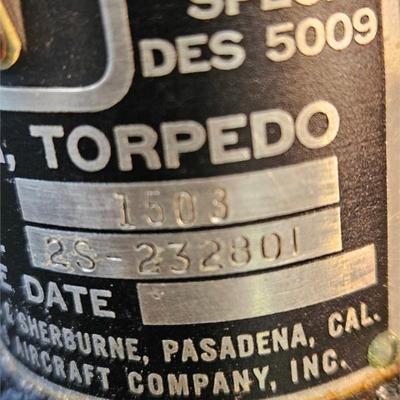 DES 5009
, TORPEDO
1503
2S-232801
E DATE
& SHERBURNE, PASADENA, CAL.
AIRCRAFT COMPANY, INC.